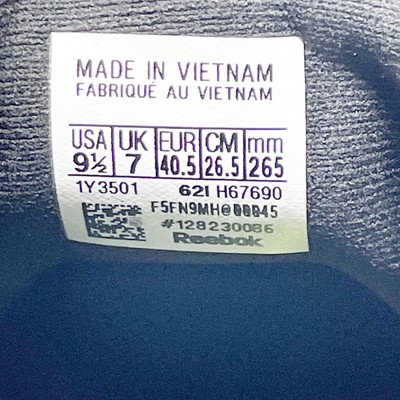 MADE IN VIETNAM
FABRIQUÉ AU VIETNAM
USA UK EUR CM mm
9½ 7 40.5 26.5 265
1Y3501 62I H67690
#128230086
Reebok